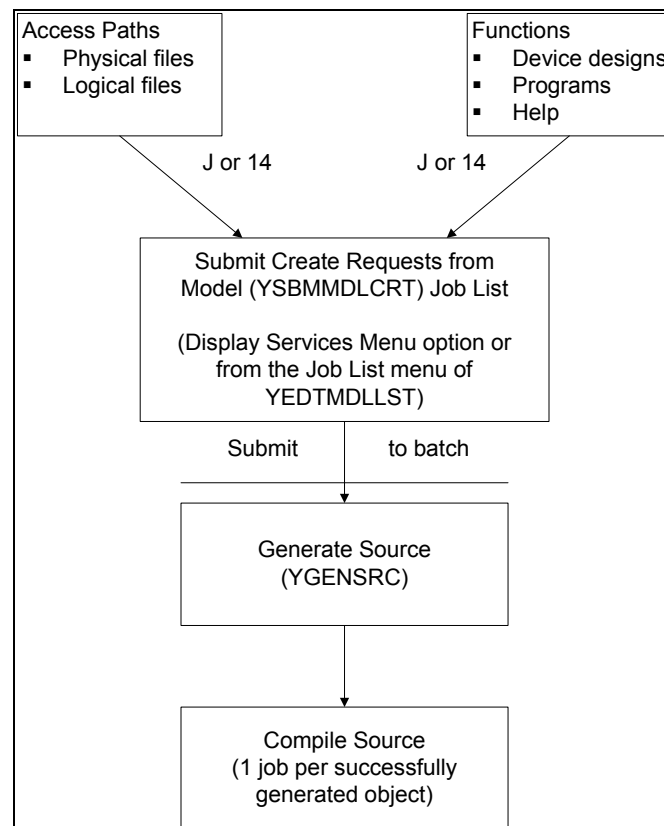 Access Paths
▪ Physical files
▪ Logical files
Functions
▪ Device designs
▪ Programs
▪ Help
J or 14
J or 14
Submit Create Requests from
Model (YSBMMDLCRT) Job List
(Display Services Menu option or
from the Job List menu of
YEDTMDLLST)
Submit to batch
Generate Source
(YGENSRC)
Compile Source
(1 job per successfully
generated object)